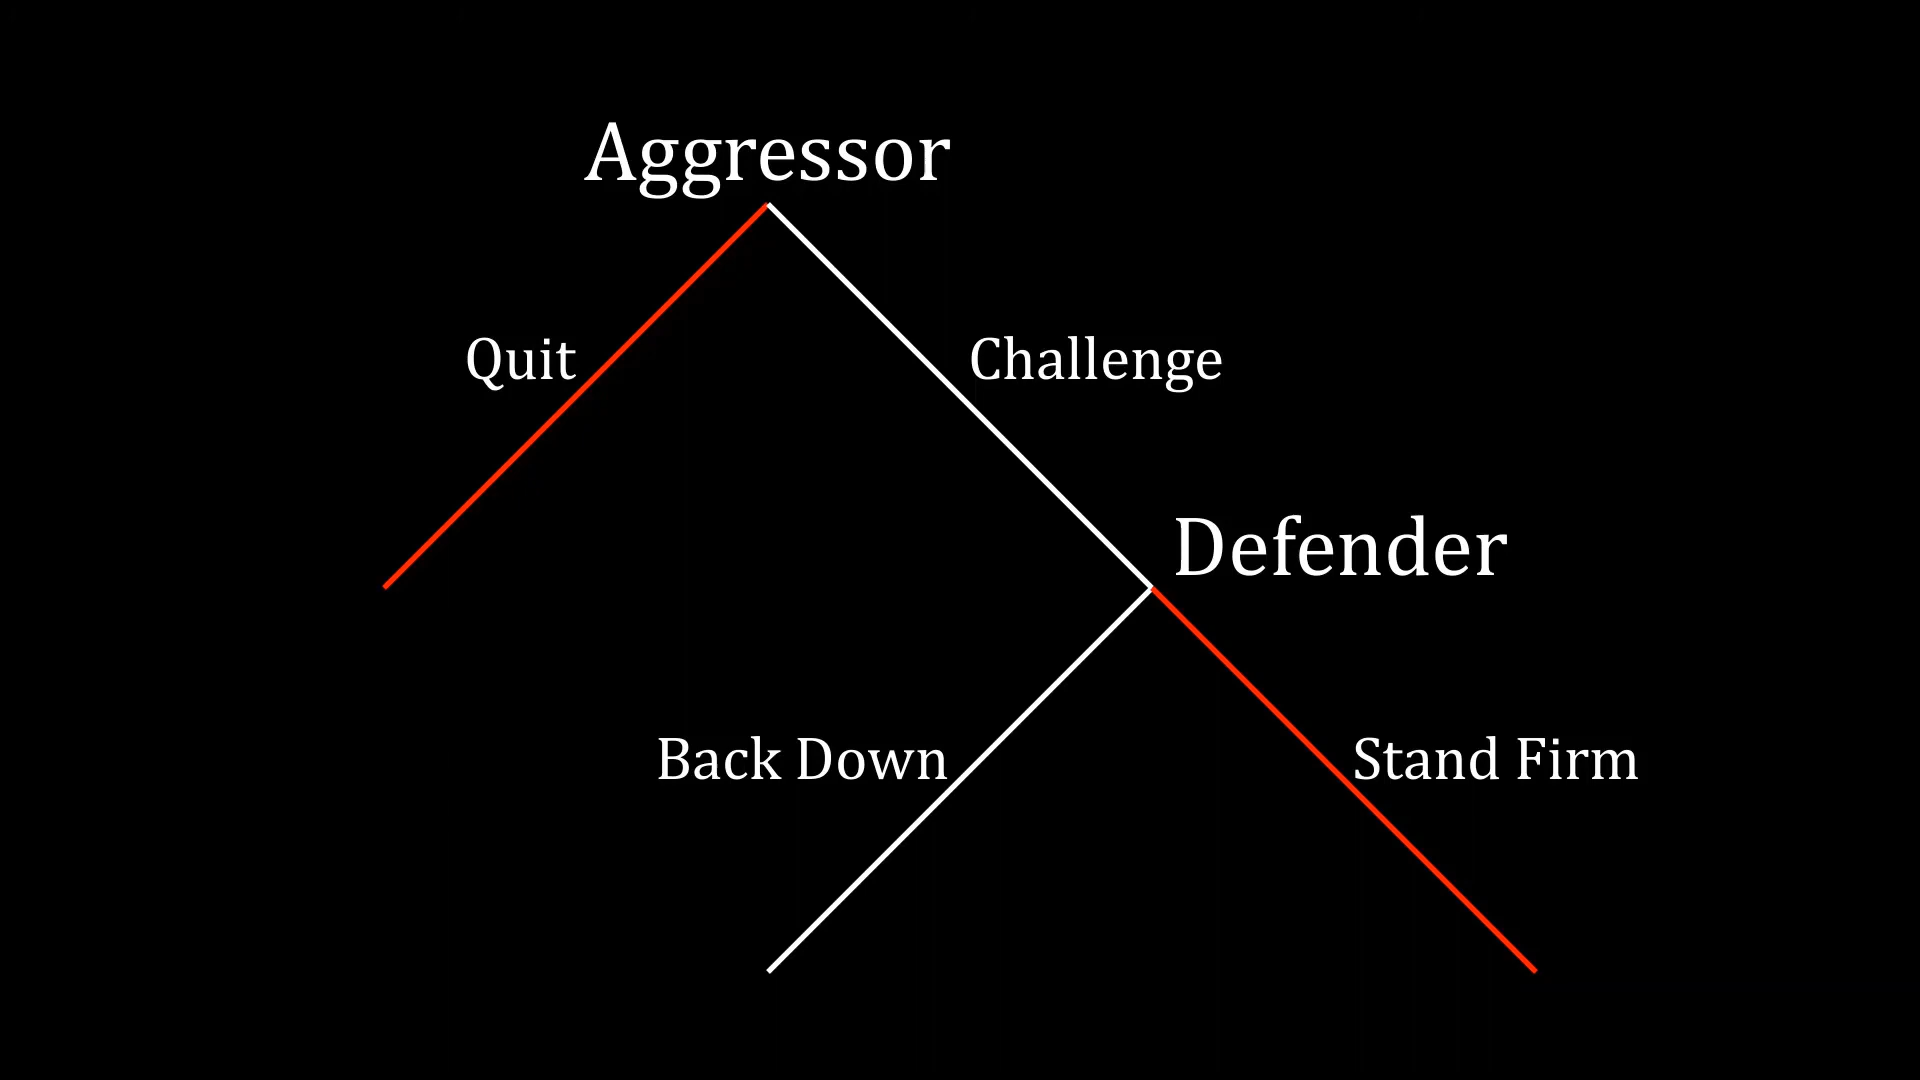 Aggressor
Quit
Challenge
Defender
Back Down
Stand Firm